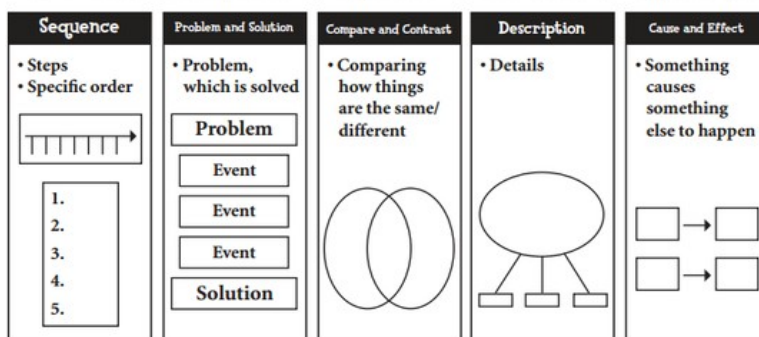 Sequence
• Steps
• Specific order
1.
2.
3.
4.
5.
Problem and Solution
• Problem,
which is solved
Problem
Event
Event
Event
Solution
Compare and Contrast
• Comparing
how things
are the same/
different
Description
• Details
Cause and Effect
• Something
causes
something
else to happen